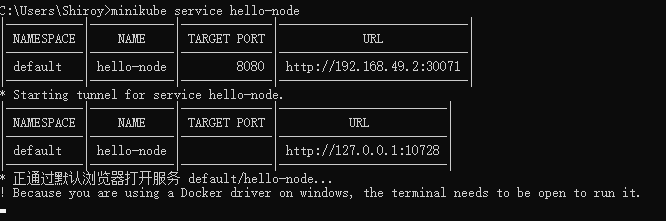 C:\Users\Shiroy>minikube service hello-node
NAMESPACE NAME TARGET PORT URL
default hello-node 8080 http://192.168.49.2:30071
* Starting tunnel for service hello-node.
NAMESPACE NAME TARGET PORT URL
default hello-node http://127.0.0.1:10728
* 正通过默认浏览器打开服务 default/hello-node...
! Because you are using a Docker driver on windows, the terminal needs to be open to run it.